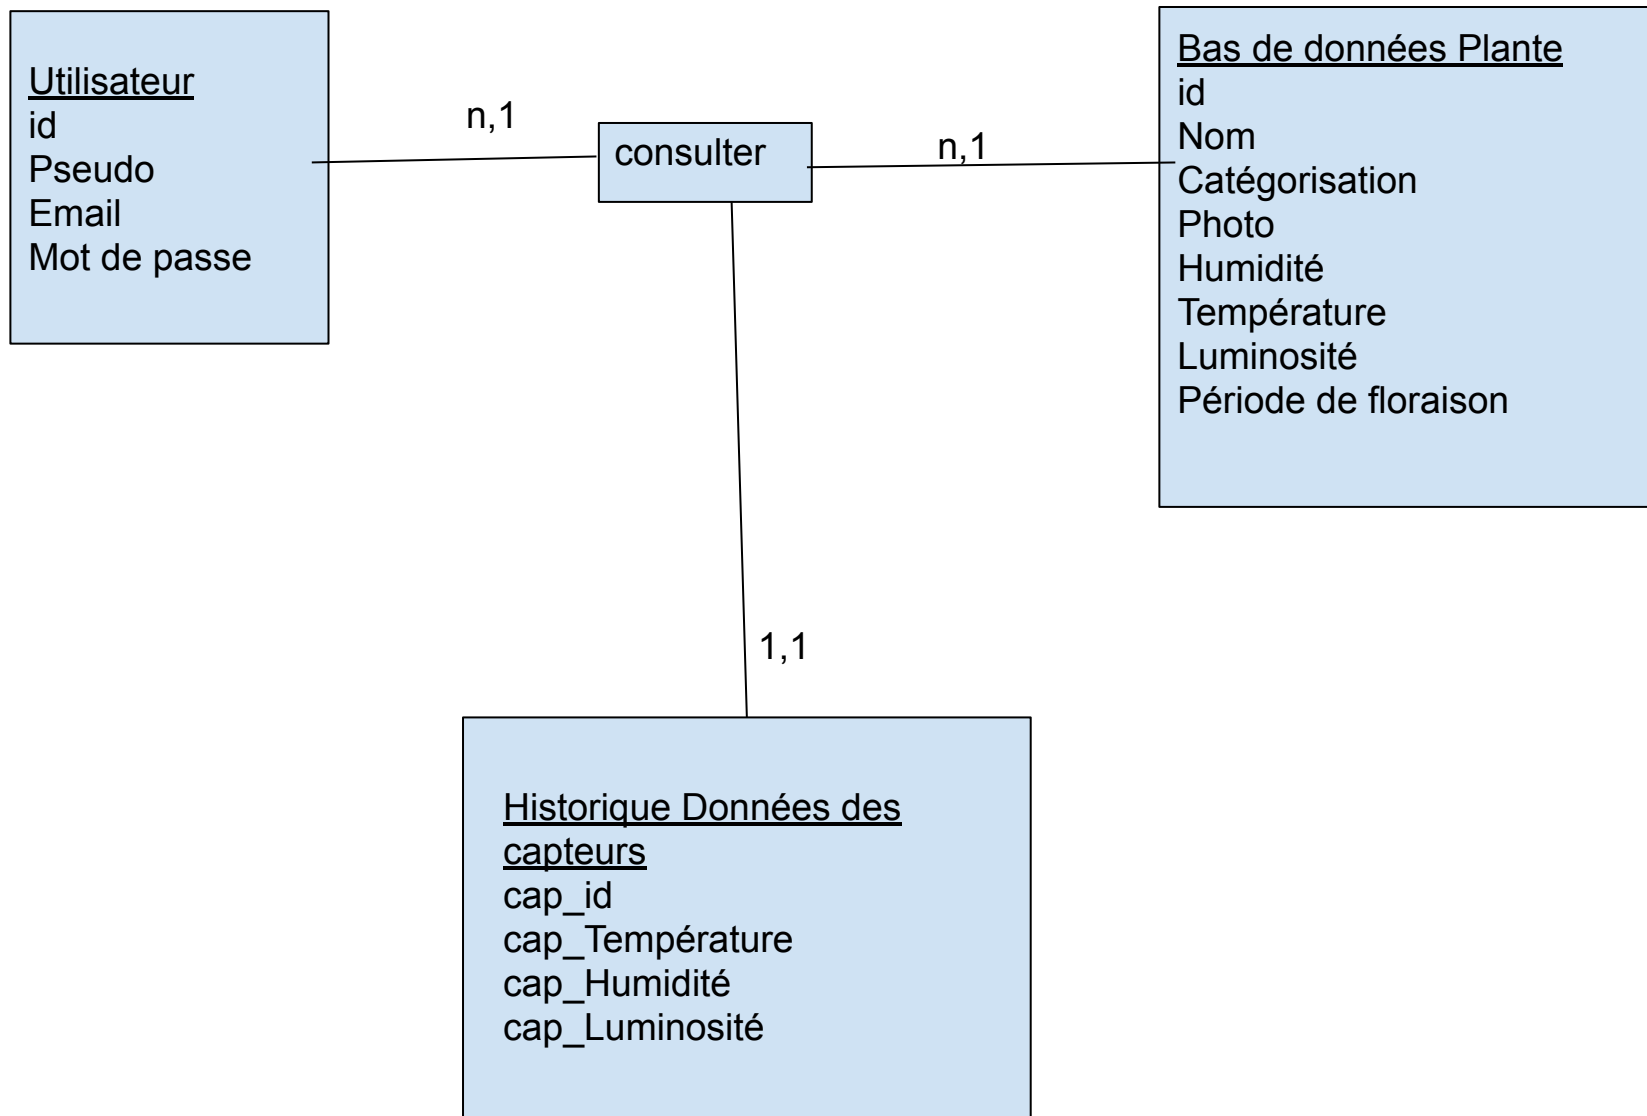 Utilisateur
id
Pseudo
Email
Mot de passe
n,1
consulter
n,1
Bas de données Plante
id
Nom
Catégorisation
Photo
Humidité
Température
Luminosité
Période de floraison
1,1
Historique Données des
capteurs
cap_id
cap_Température
cap_Humidité
cap_Luminosité